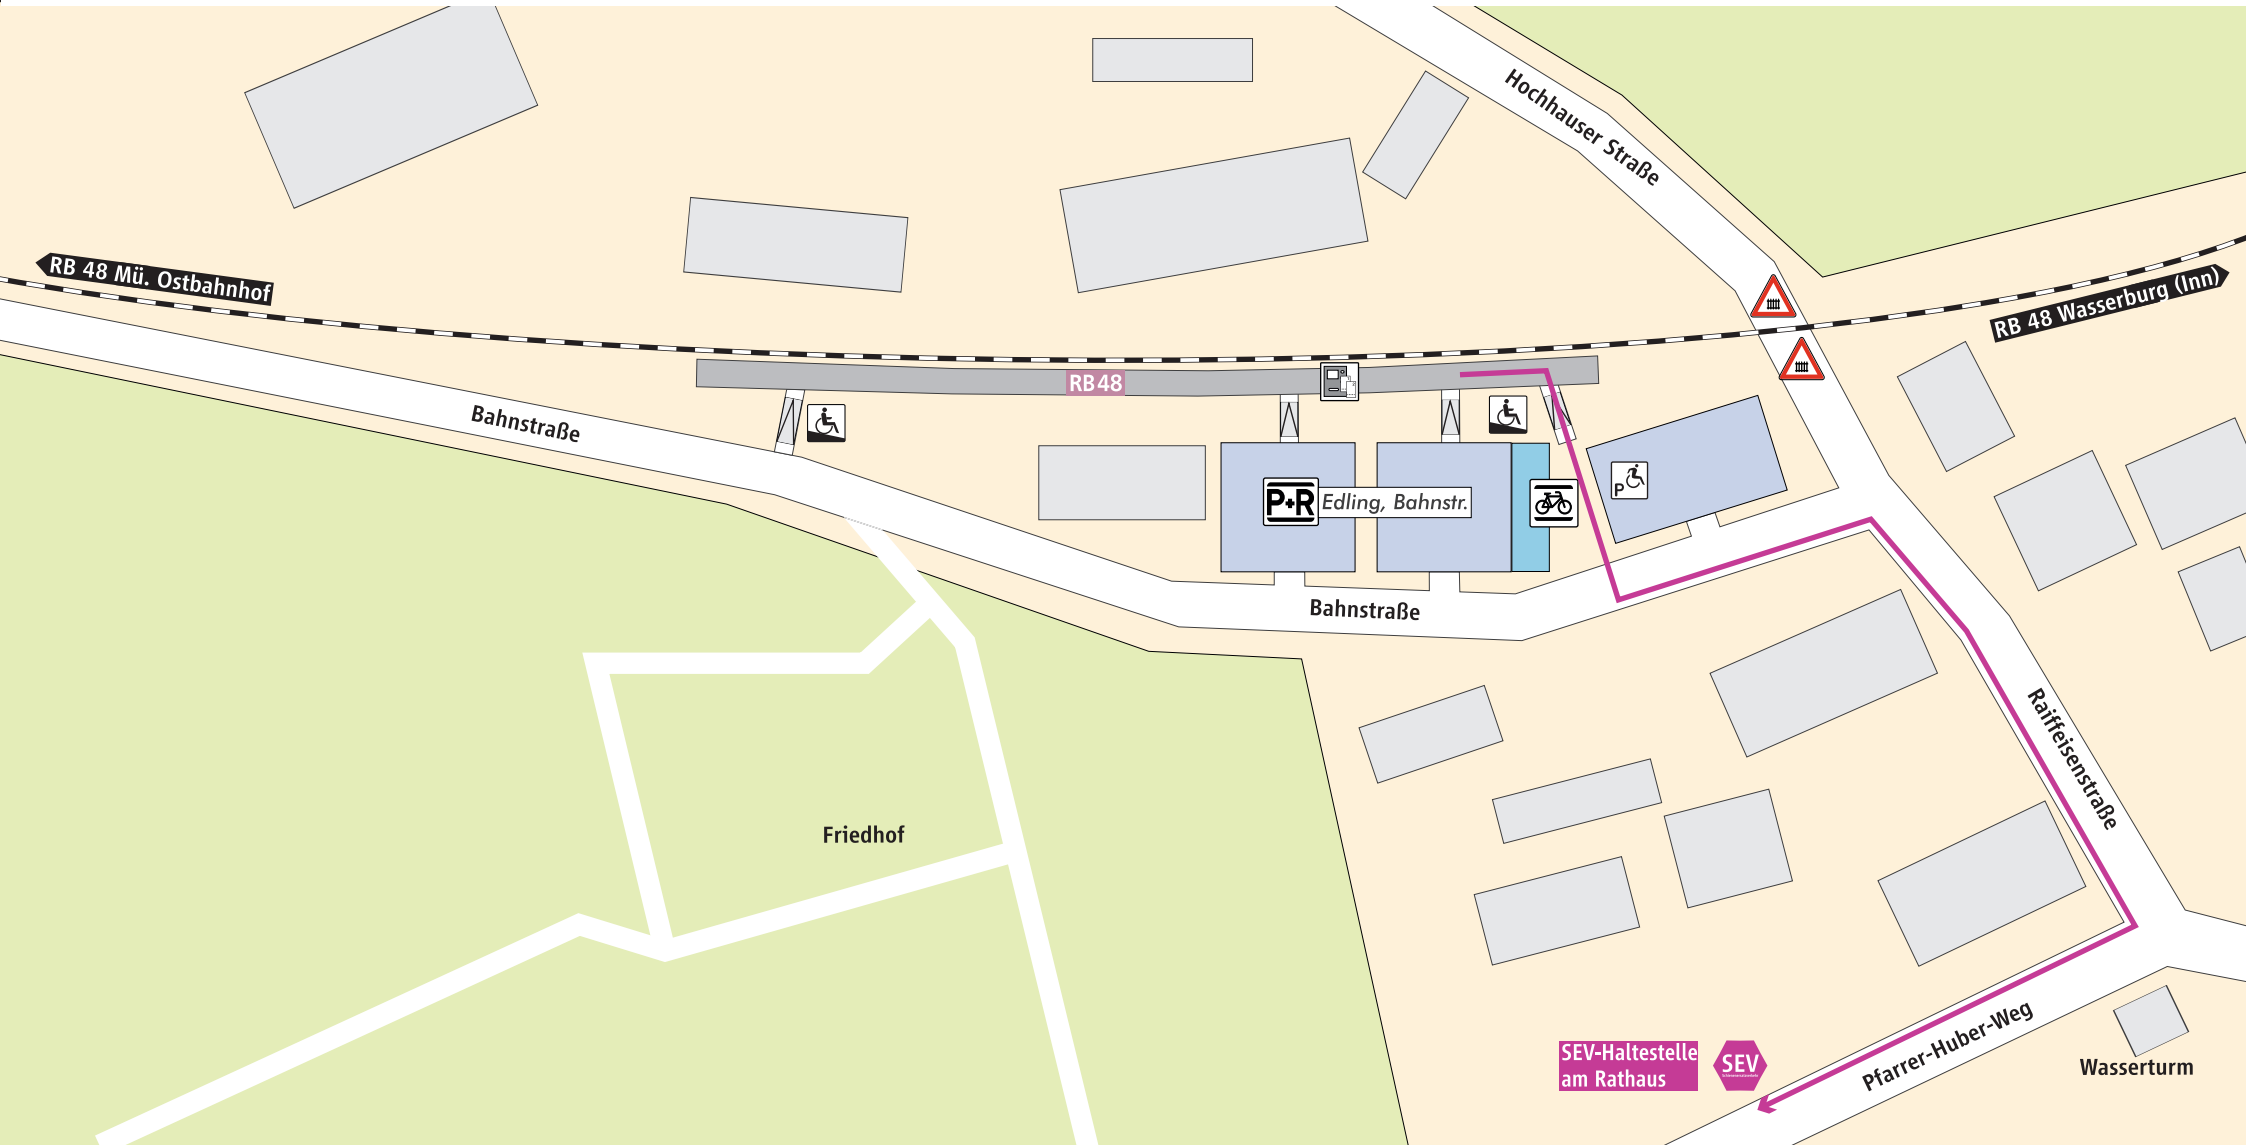 Hochhauser Straße
RB 48 Mü. Ostbahnhof
RB 48 Wasserburg (Inn)
RB48
Bahnstraße
P
P+R
Edling, Bahnstr.
Bahnstraße
Raiffeisenstraße
Friedhof
Pfarrer-Huber-Weg
SEV-Haltestelle
am Rathaus
SEV
Wasserturm